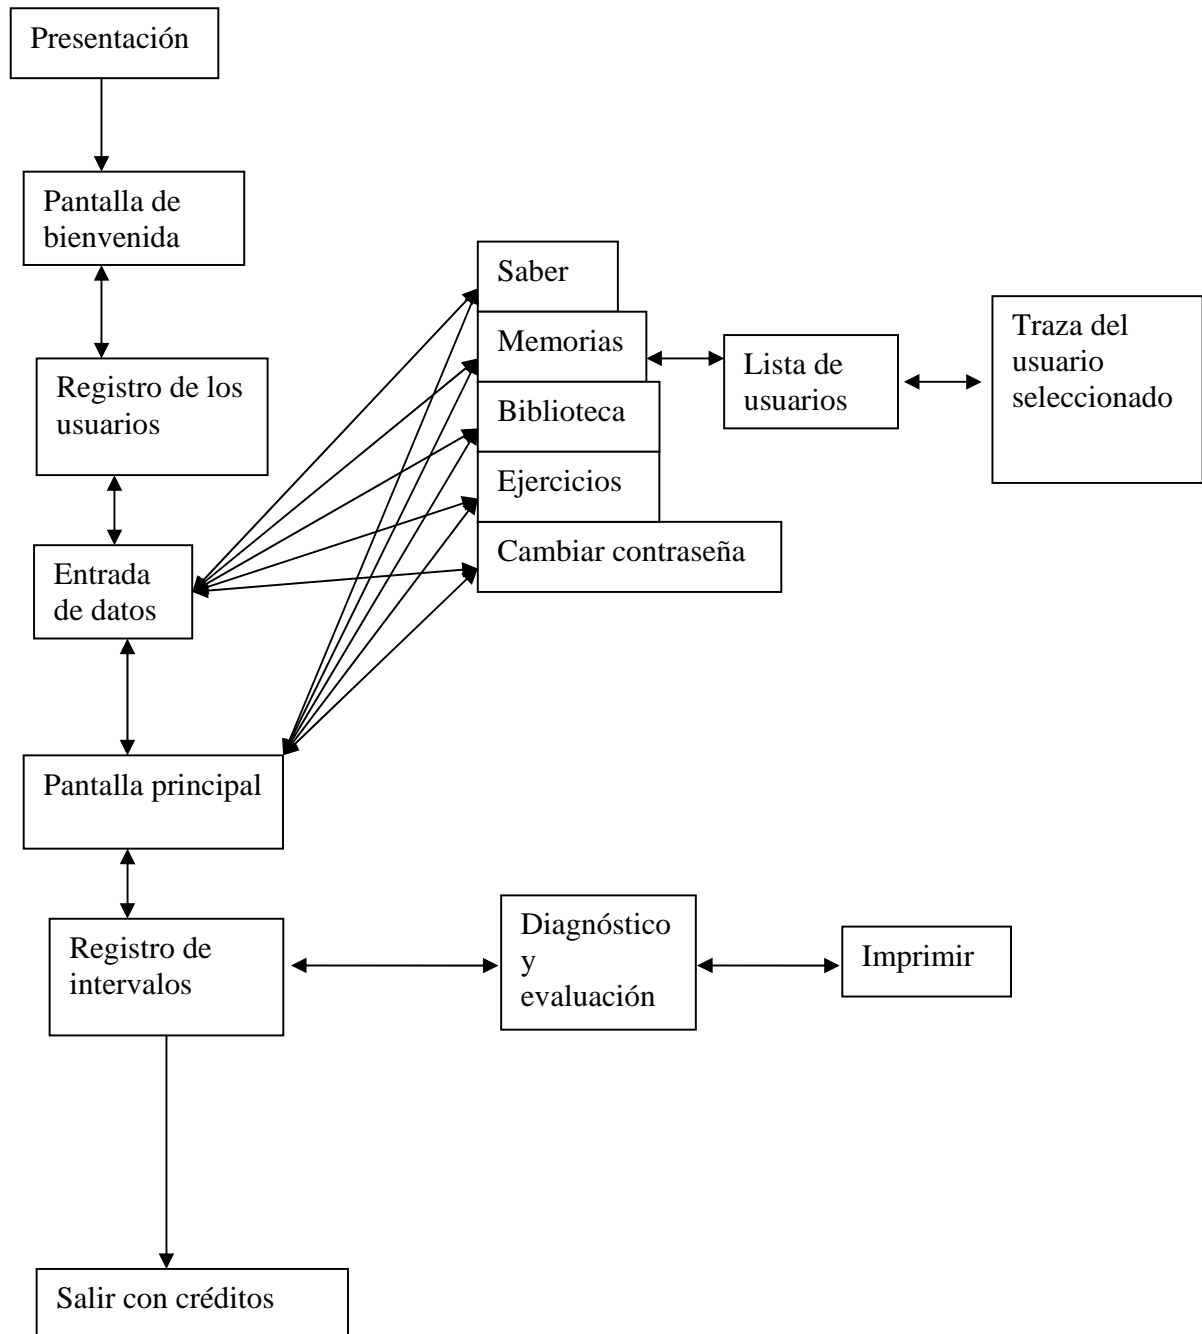 Presentación
Pantalla de
bienvenida
Registro de los
usuarios
Entrada
de datos
Pantalla principal
Registro de
intervalos
Salir con créditos
Saber
Memorias
Biblioteca
Ejercicios
Cambiar contraseña
Lista de
usuarios
Traza del
usuario
seleccionado
Diagnóstico
y
evaluación
Imprimir